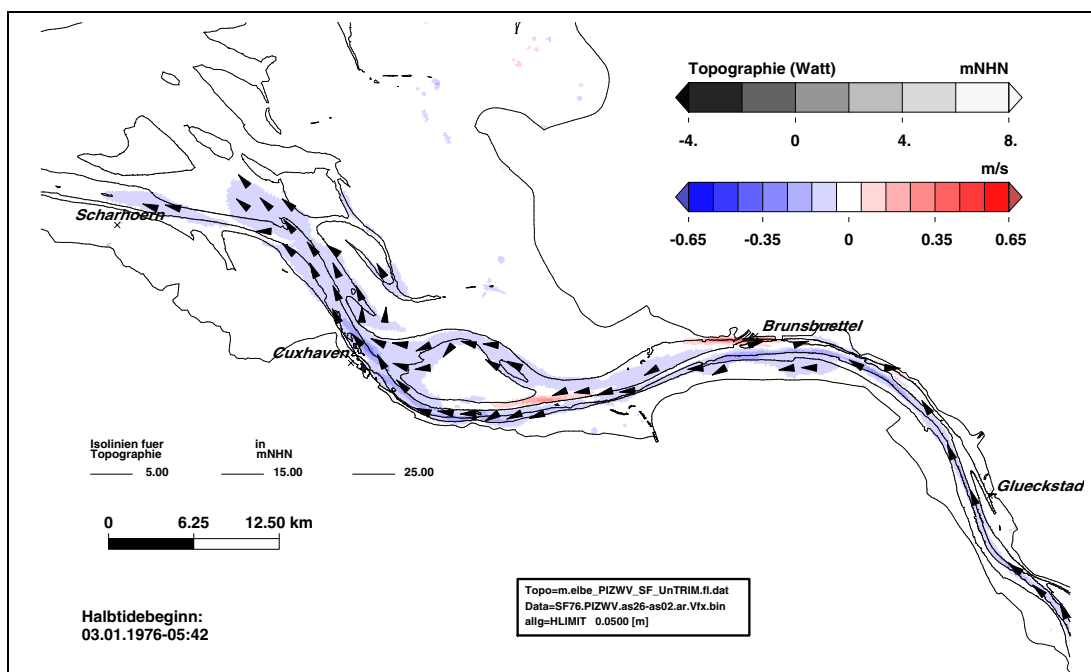 Topographie (Watt) mNHN
-4. 0 4. 8.
m/s
-0.65 -0.35 0 0.35 0.65
Scharhoern
Brunsbuettel
Cuxhaven
Isolinien fuer in
Topographie mNHN
5.00 15.00 25.00
Glueckstad
0 6.25 12.50 km
Topo=m.elbe_PIZWV_SF_UnTRIM.fl.dat
Data=SF76.PIZWV.as26-as02.ar.Vfx.bin
allg=HLIMIT 0.0500 [m]
Halbtidebeginn:
03.01.1976-05:42